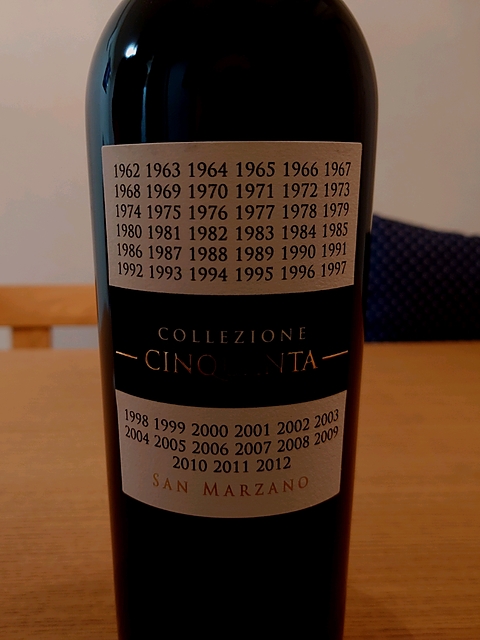 1962 1963 1964 1965 1966 1967
1968 1969 1970 1971 1972 1973
1974 1975 1976 1977 1978 1979
1980 1981 1982 1983 1984 1985
1986 1987 1988 1989 1990 1991
1992 1993 1994 1995 1996 1997
COLLEZIONE
CINQUANTA
1998 1999 2000 2001 2002 2003
2004 2005 2006 2007 2008 2009
2010 2011 2012
SAN MARZANO